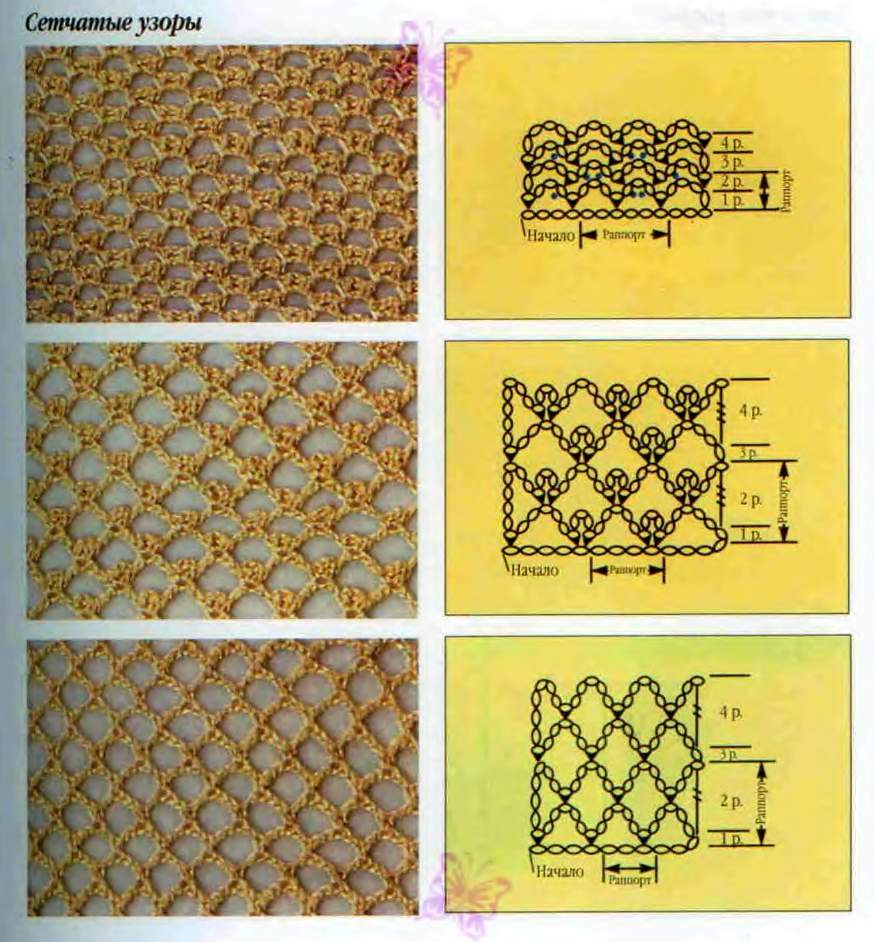 Сетчатые узоры
4 р.
3 р.
2 р.
1 р.
Раппорт
Начало
Раппорт
4 р.
3 р.
2 р.
1 р.
Раппорт
Начало
Раппорт
4 р.
3 р.
2 р.
1 р.
Раппорт
Начало
Раппорт